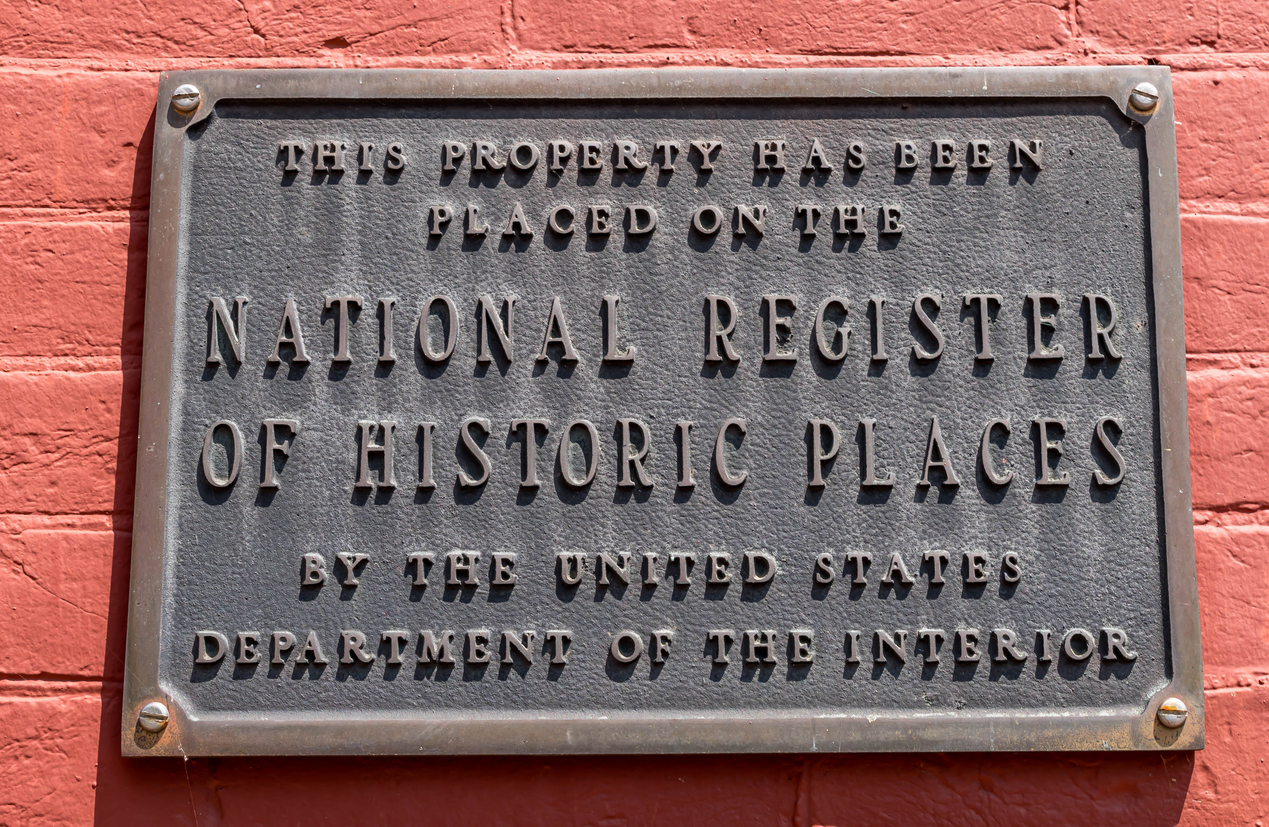 THIS PROPERTY HAS BEEN
PLACED ON THE
NATIONAL REGISTER
OF HISTORIC PLACES
BY THE UNITED STATES
DEPARTMENT OF THE INTERIOR